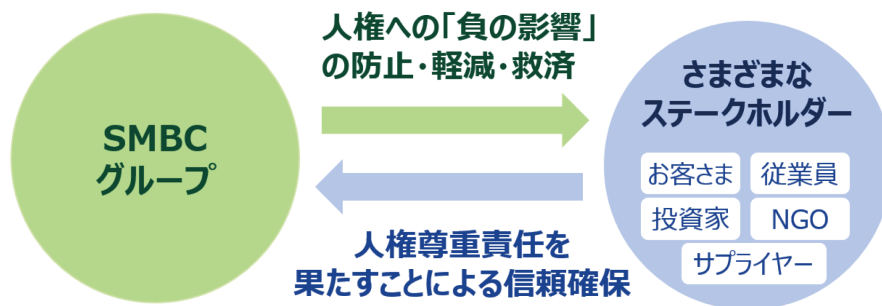 人権への「負の影響」
の防止・軽減・救済
SMBC
グループ
さまざまな
ステークホルダー
お客さま
従業員
投資家
NGO
サプライヤー
人権尊重責任を
果たすことによる信頼確保